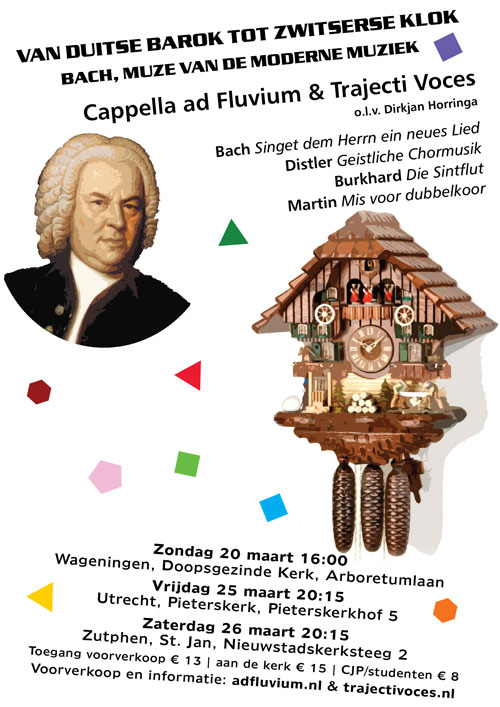 VAN DUITSE BAROK TOT ZWITSERSE KLOK
BACH, MUZE VAN DE MODERNE MUZIEK
Cappella ad Fluvium & Trajecti Voces
o.l.v. Dirkjan Horringa
Bach Singet dem Herrn ein neues Lied
Distler Geistliche Chormusik
Burkhard Die Sintflut
Martin Mis voor dubbelkoor
Zondag 20 maart 16:00
Wageningen, Doopsgezinde Kerk, Arboretumlaan
Vrijdag 25 maart 20:15
Utrecht, Pieterskerk, Pieterskerkhof 5
Zaterdag 26 maart 20:15
Zutphen, St. Jan, Nieuwstadskerksteeg 2
Toegang voorverkoop € 13 | aan de kerk € 15 | CJP/studenten € 8
Voorverkoop en informatie: adfluvium.nl & trajectivoces.nl